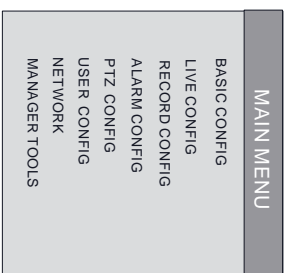 MAIN MENU
BASIC CONFIG
LIVE CONFIG
RECORD CONFIG
ALARM CONFIG
PTZ CONFIG
USER CONFIG
NETWORK
MANAGER TOOLS